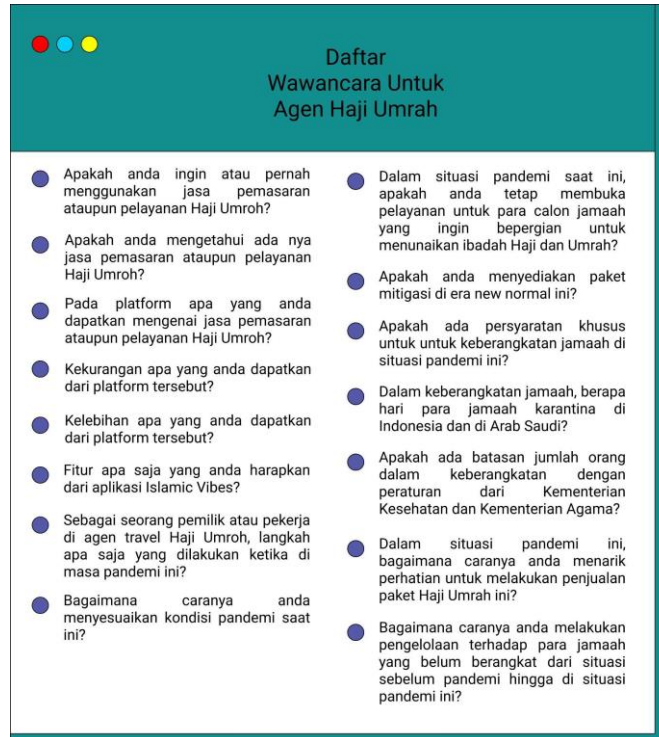 Daftar
Wawancara Untuk
Agen Haji Umrah
Apakah anda ingin atau pernah
menggunakan jasa pemasaran
ataupun pelayanan Haji Umroh?
Apakah anda mengetahui ada nya
jasa pemasaran ataupun pelayanan
Haji Umroh?
Pada platform apa yang anda
dapatkan mengenai jasa pemasaran
ataupun pelayanan Haji Umroh?
Kekurangan apa yang anda dapatkan
dari platform tersebut?
Kelebihan apa yang anda dapatkan
dari platform tersebut?
Fitur apa saja yang anda harapkan
dari aplikasi Islamic Vibes?
Sebagai seorang pemilik atau pekerja
di agen travel Haji Umroh, langkah
apa saja yang dilakukan ketika di
masa pandemi ini?
Bagaimana caranya anda
menyesuaikan kondisi pandemi saat
ini?
Dalam situasi pandemi saat ini,
apakah anda tetap membuka
pelayanan untuk para calon jamaah
yang ingin bepergian untuk
menunaikan ibadah Haji dan Umrah?
Apakah anda menyediakan paket
mitigasi di era new normal ini?
Apakah ada persyaratan khusus
untuk untuk keberangkatan jamaah di
situasi pandemi ini?
Dalam keberangkatan jamaah, berapa
hari para jamaah karantina di
Indonesia dan di Arab Saudi?
Apakah ada batasan jumlah orang
dalam keberangkatan dengan
peraturan dari Kementerian
Kesehatan dan Kementerian Agama?
Dalam situasi pandemi ini,
bagaimana caranya anda menarik
perhatian untuk melakukan penjualan
paket Haji Umrah ini?
Bagaimana caranya anda melakukan
pengelolaan terhadap para jamaah
yang belum berangkat dari situasi
sebelum pandemi hingga di situasi
pandemi ini?